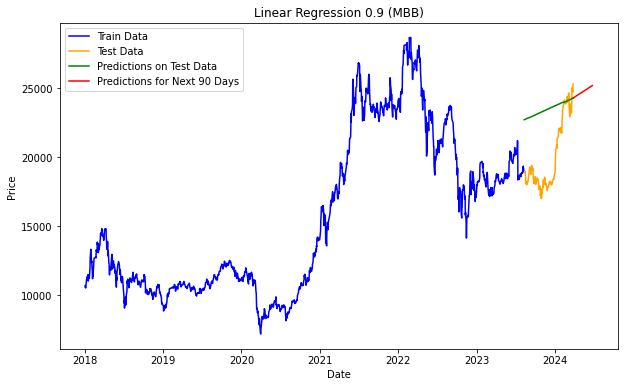 Linear Regression 0.9 (MBB)
Train Data
Test Data
Predictions on Test Data
Predictions for Next 90 Days
Price
25000
20000
15000
10000
2018 2019 2020 2021 2022 2023 2024
Date